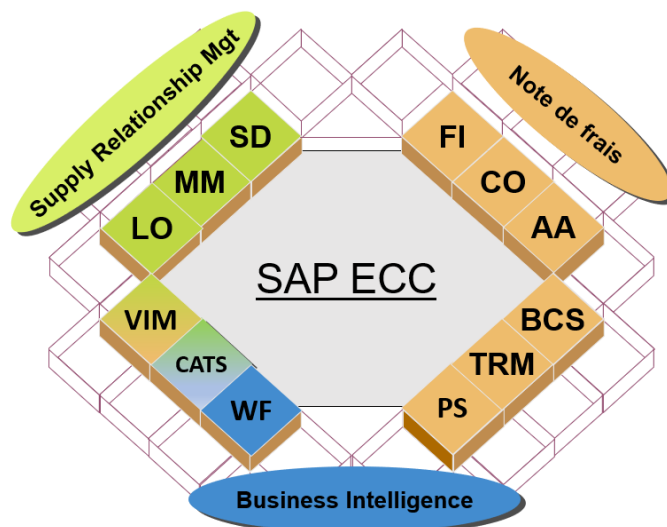 Supply Relationship Mgt
Note de frais
SD
MM
LO
FI
CO
AA
SAP ECC
VIM
CATS
WF
BCS
TRM
PS
Business Intelligence